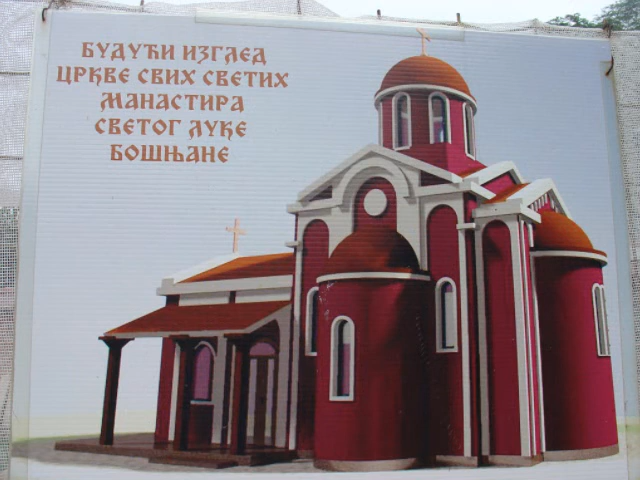 БУДУЋИ ИЗГЛЕД
ЦРКВЕ СВИХ СВЕТИХ
МАНАСТИРА
СВЕТОГ ЛУКЕ
БОШЊАНЕ